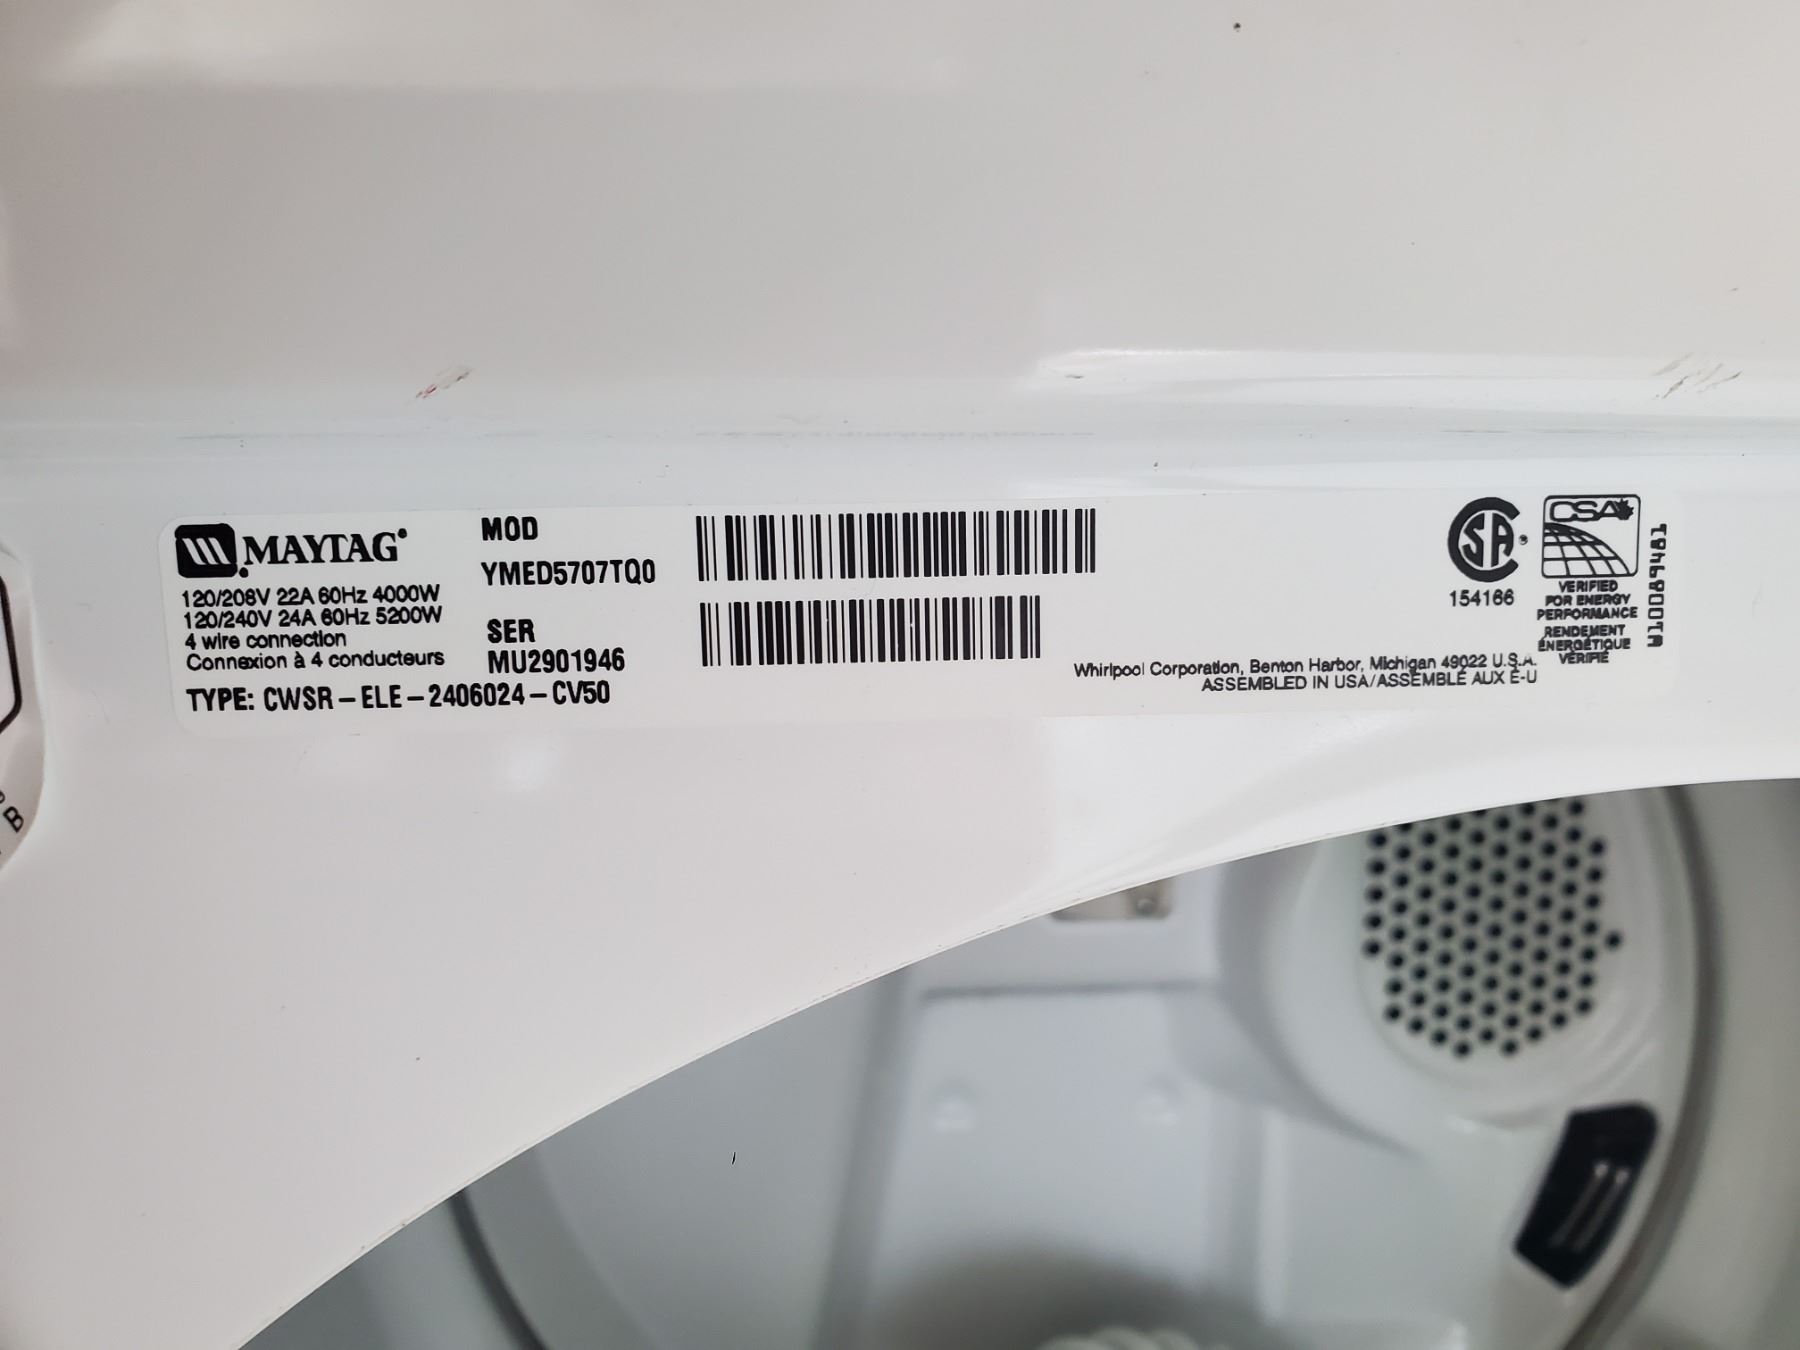 MAYTAG
120/208V 22A 60Hz 4000W
120/240V 24A 60Hz 5200W
4 wire connection
Connexion à 4 conducteurs
TYPE: CWSR-ELE-2406024-CV50
MOD
YMED5707TQ0
SER
MU2901946
Whirlpool Corporation, Benton Harbor, Michigan 49022 U.S.A.
ASSEMBLED IN USA/ASSEMBLÉ AUX É-U
SA
154166
CSA
VERIFIED
FOR ENERGY
PERFORMANCE
RENDEMENT
ÉNERGÉTIQUE
VÉRIFIÉ
B